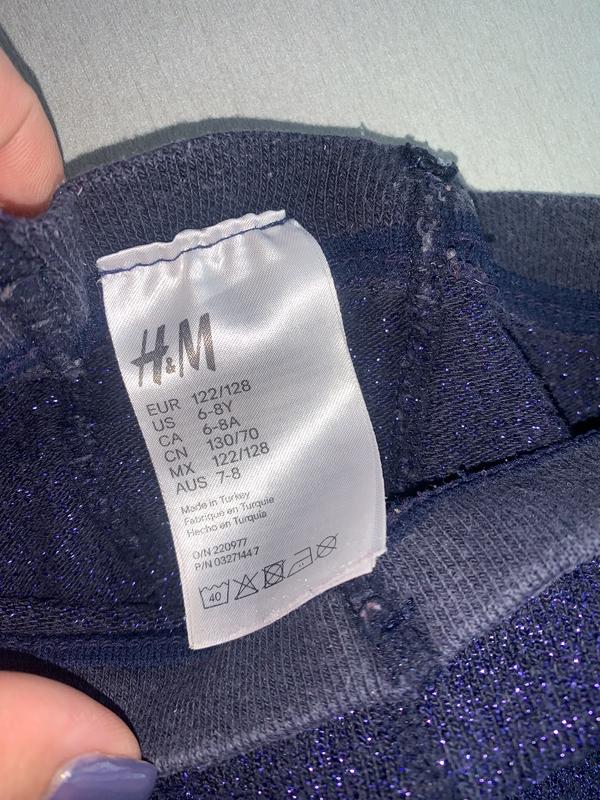 H&M
EUR 122/128
US 6-8Y
CA 6-8A
CN 130/70
MX 122/128
AUS 7-8
Made in Turkey
Fabriqué en Turquie
Hecho en Turquía
O/N 220977
P/N 03271447
40